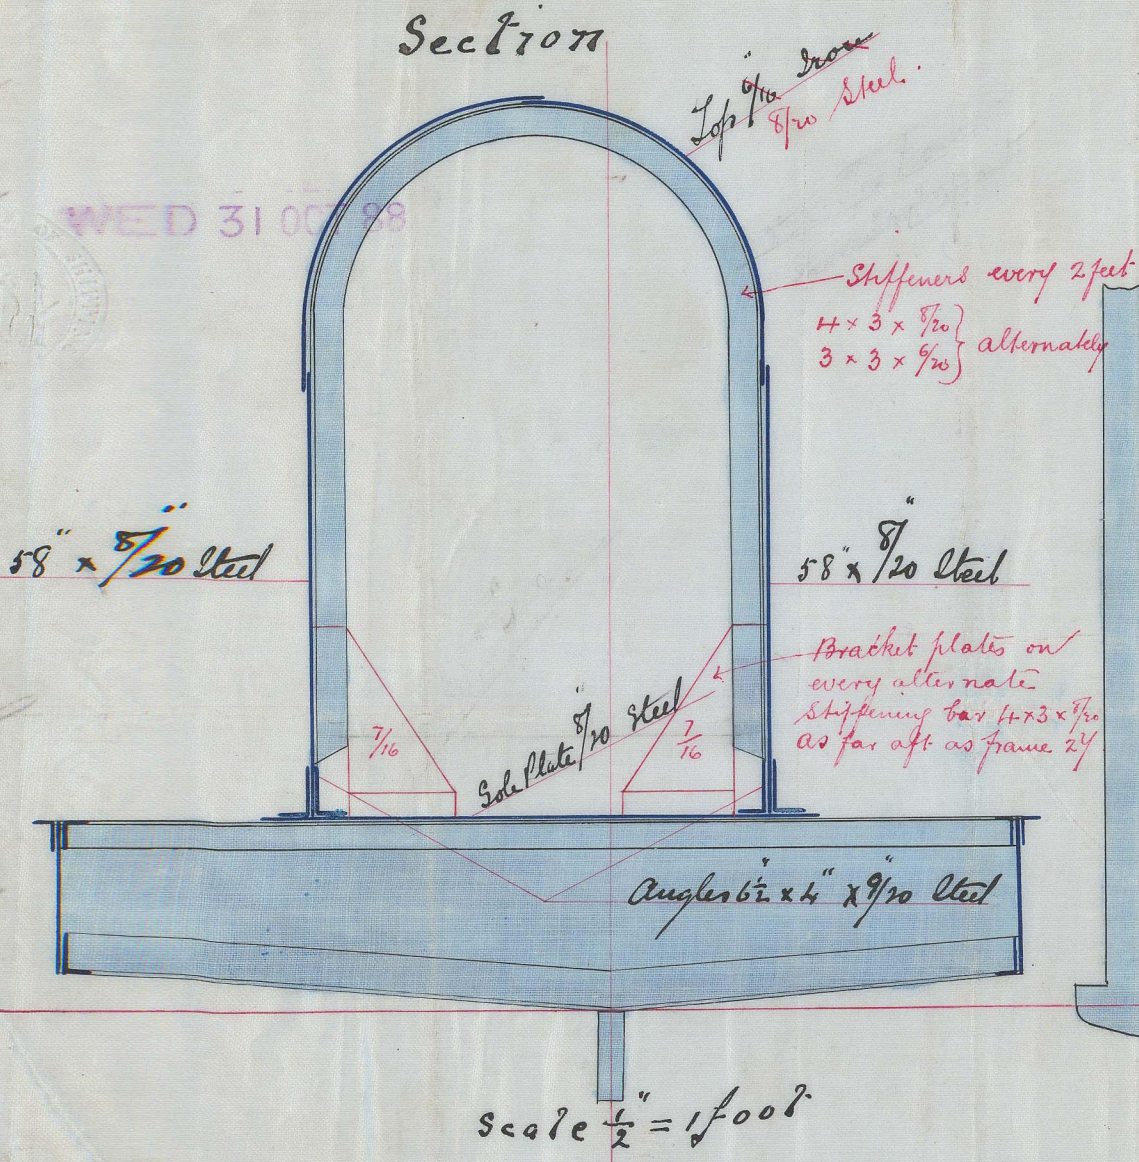 Section
Top 6/16" Iron
8/20 Steel.
WED 31 OCT 88
Stiffeners every 2 feet
4 × 3 × 8/20 }
3 × 3 × 6/20 } alternately
58" × 8/20" Steel
58" × 8/20" Steel
Bracket plates on
every alternate
Stiffening bar 4×3×8/20
as far aft as frame 24
7/16
Sole Plate 8/20" Steel
7/16
Angles 6½" × 4" × 9/20" Steel
Scale ½" = 1 foot